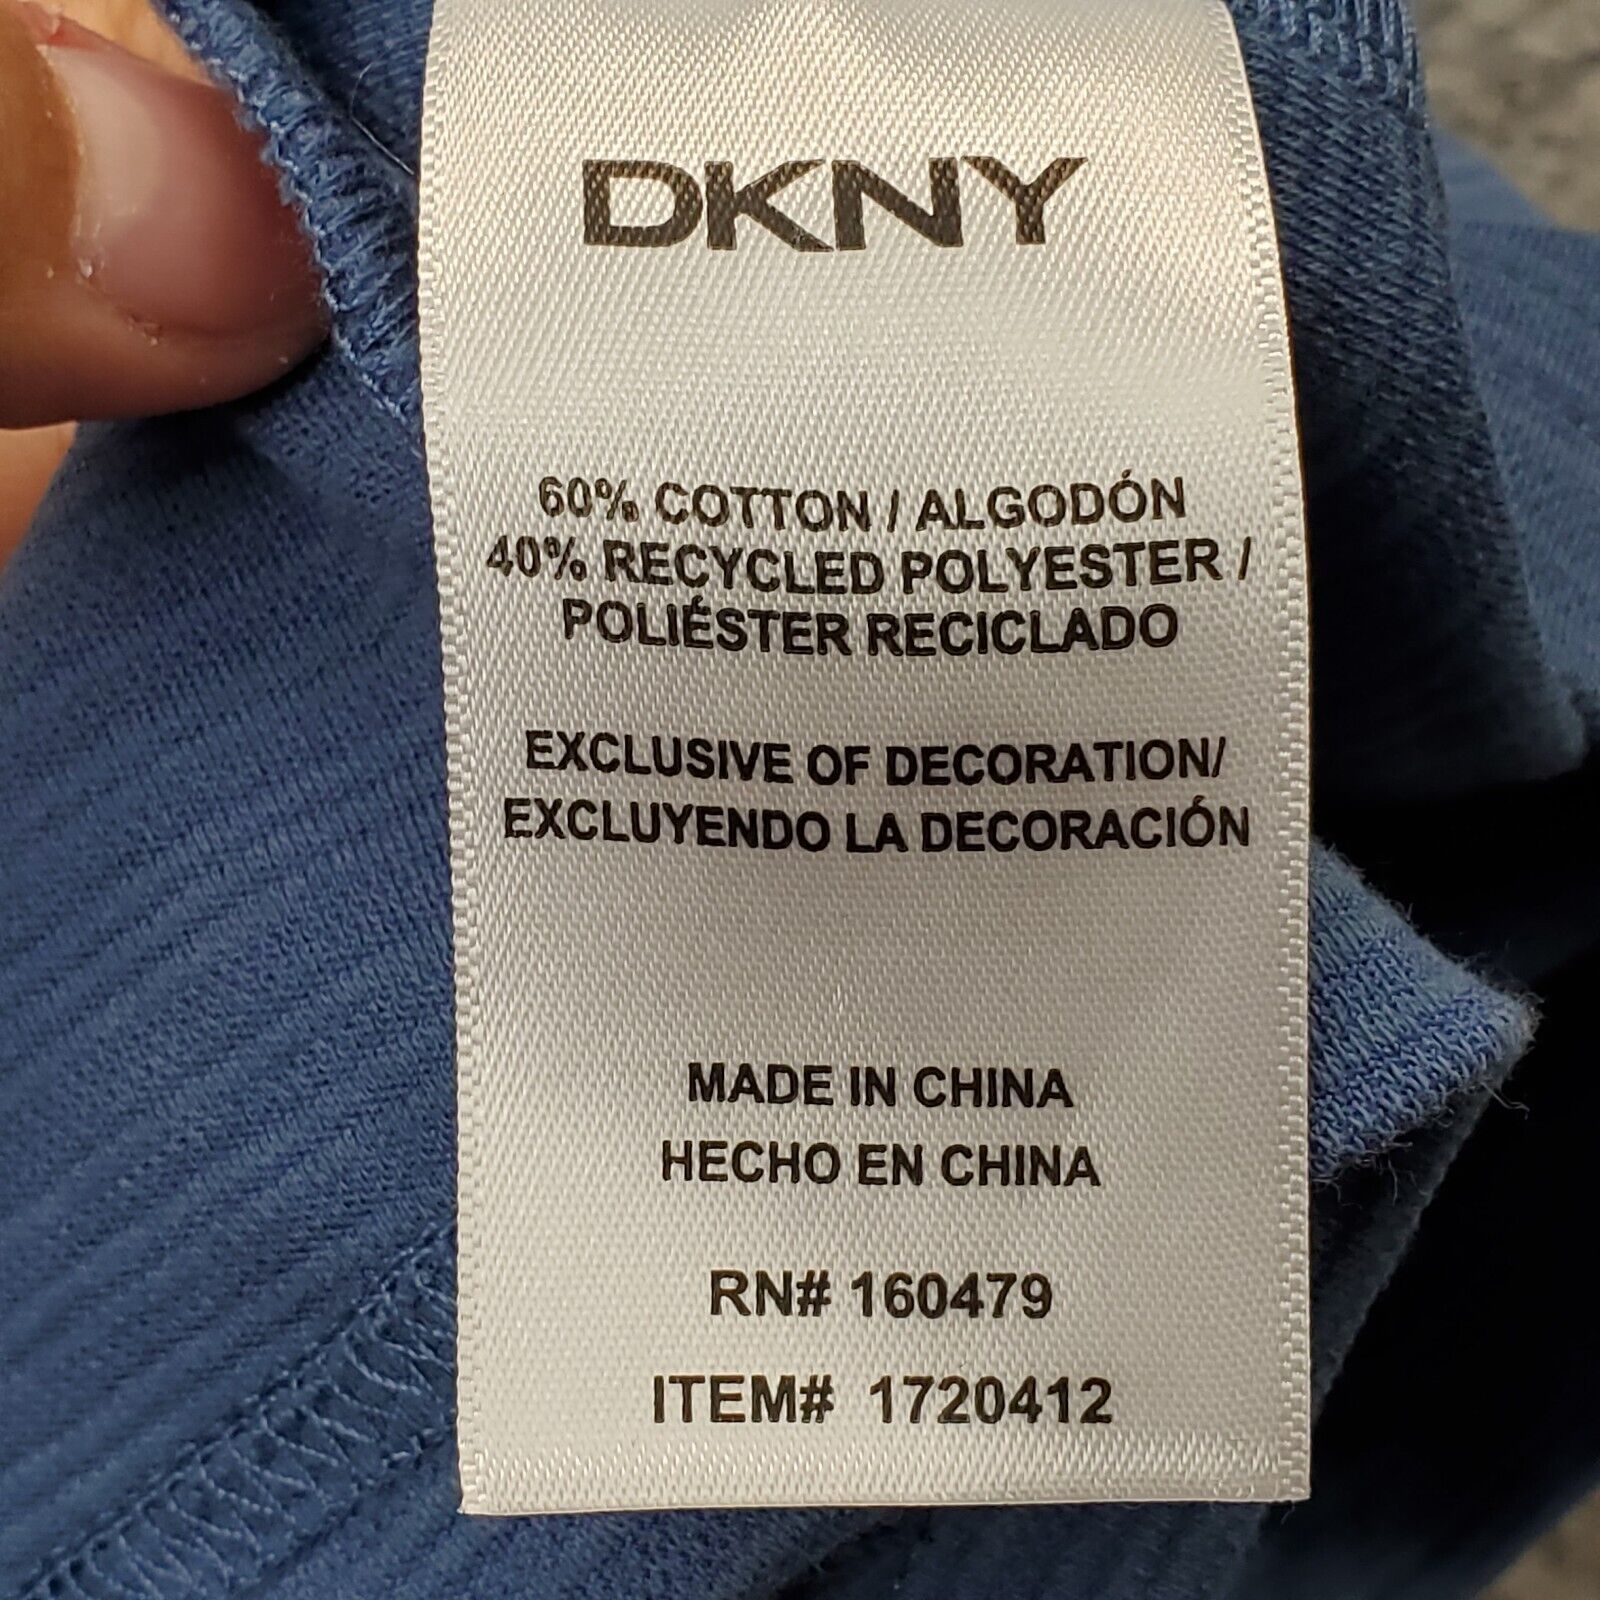 DKNY
60% COTTON / ALGODÓN
40% RECYCLED POLYESTER /
POLIÉSTER RECICLADO
EXCLUSIVE OF DECORATION/
EXCLUYENDO LA DECORACIÓN
MADE IN CHINA
HECHO EN CHINA
RN# 160479
ITEM# 1720412